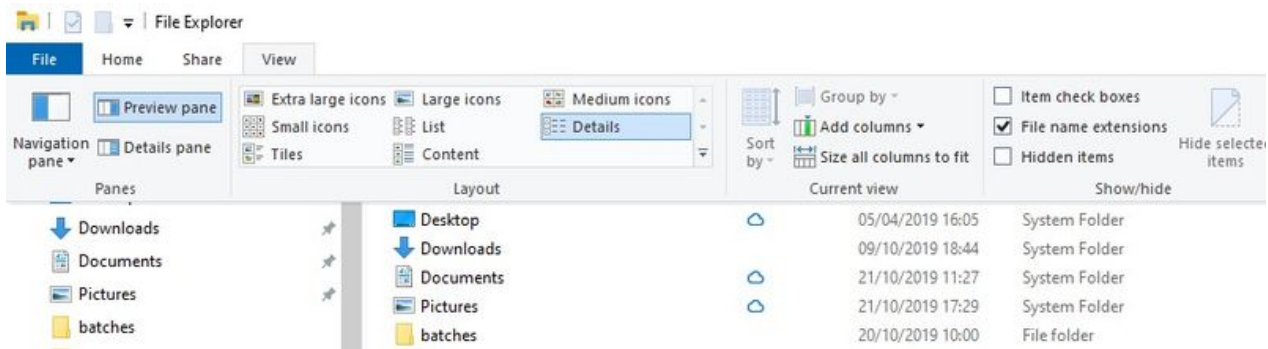 File Explorer
File Home Share View
Navigation pane
Preview pane
Details pane
Panes
Extra large icons Large icons Medium icons
Small icons List Details
Tiles Content
Layout
Sort by
Group by
Add columns
Size all columns to fit
Current view
Item check boxes
File name extensions
Hidden items
Hide selecte
items
Show/hide
Downloads
Documents
Pictures
batches
Desktop 05/04/2019 16:05 System Folder
Downloads 09/10/2019 18:44 System Folder
Documents 21/10/2019 11:27 System Folder
Pictures 21/10/2019 17:29 System Folder
batches 20/10/2019 10:00 File folder